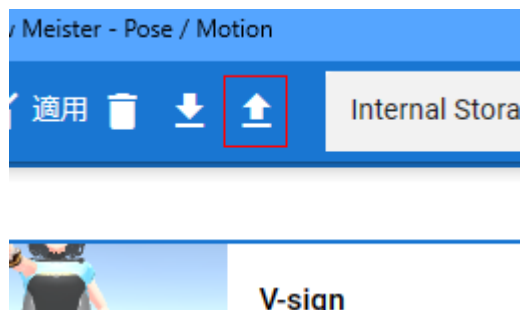 Meister - Pose / Motion
適用
Internal Stora
V-sign